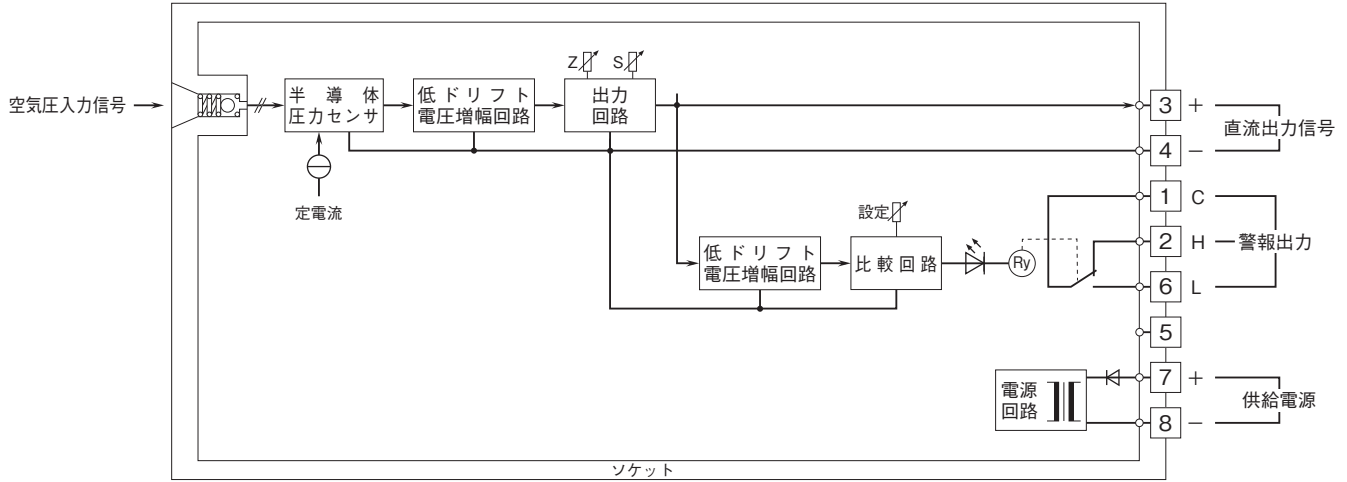 空気圧入力信号
半導体
圧力センサ
定電流
低ドリフト
電圧増幅回路
Z
S
出力
回路
3 +
4 −
直流出力信号
設定
低ドリフト
電圧増幅回路
比較回路
Ry
1 C
2 H
6 L
警報出力
5
電源
回路
7 +
8 −
供給電源
ソケット